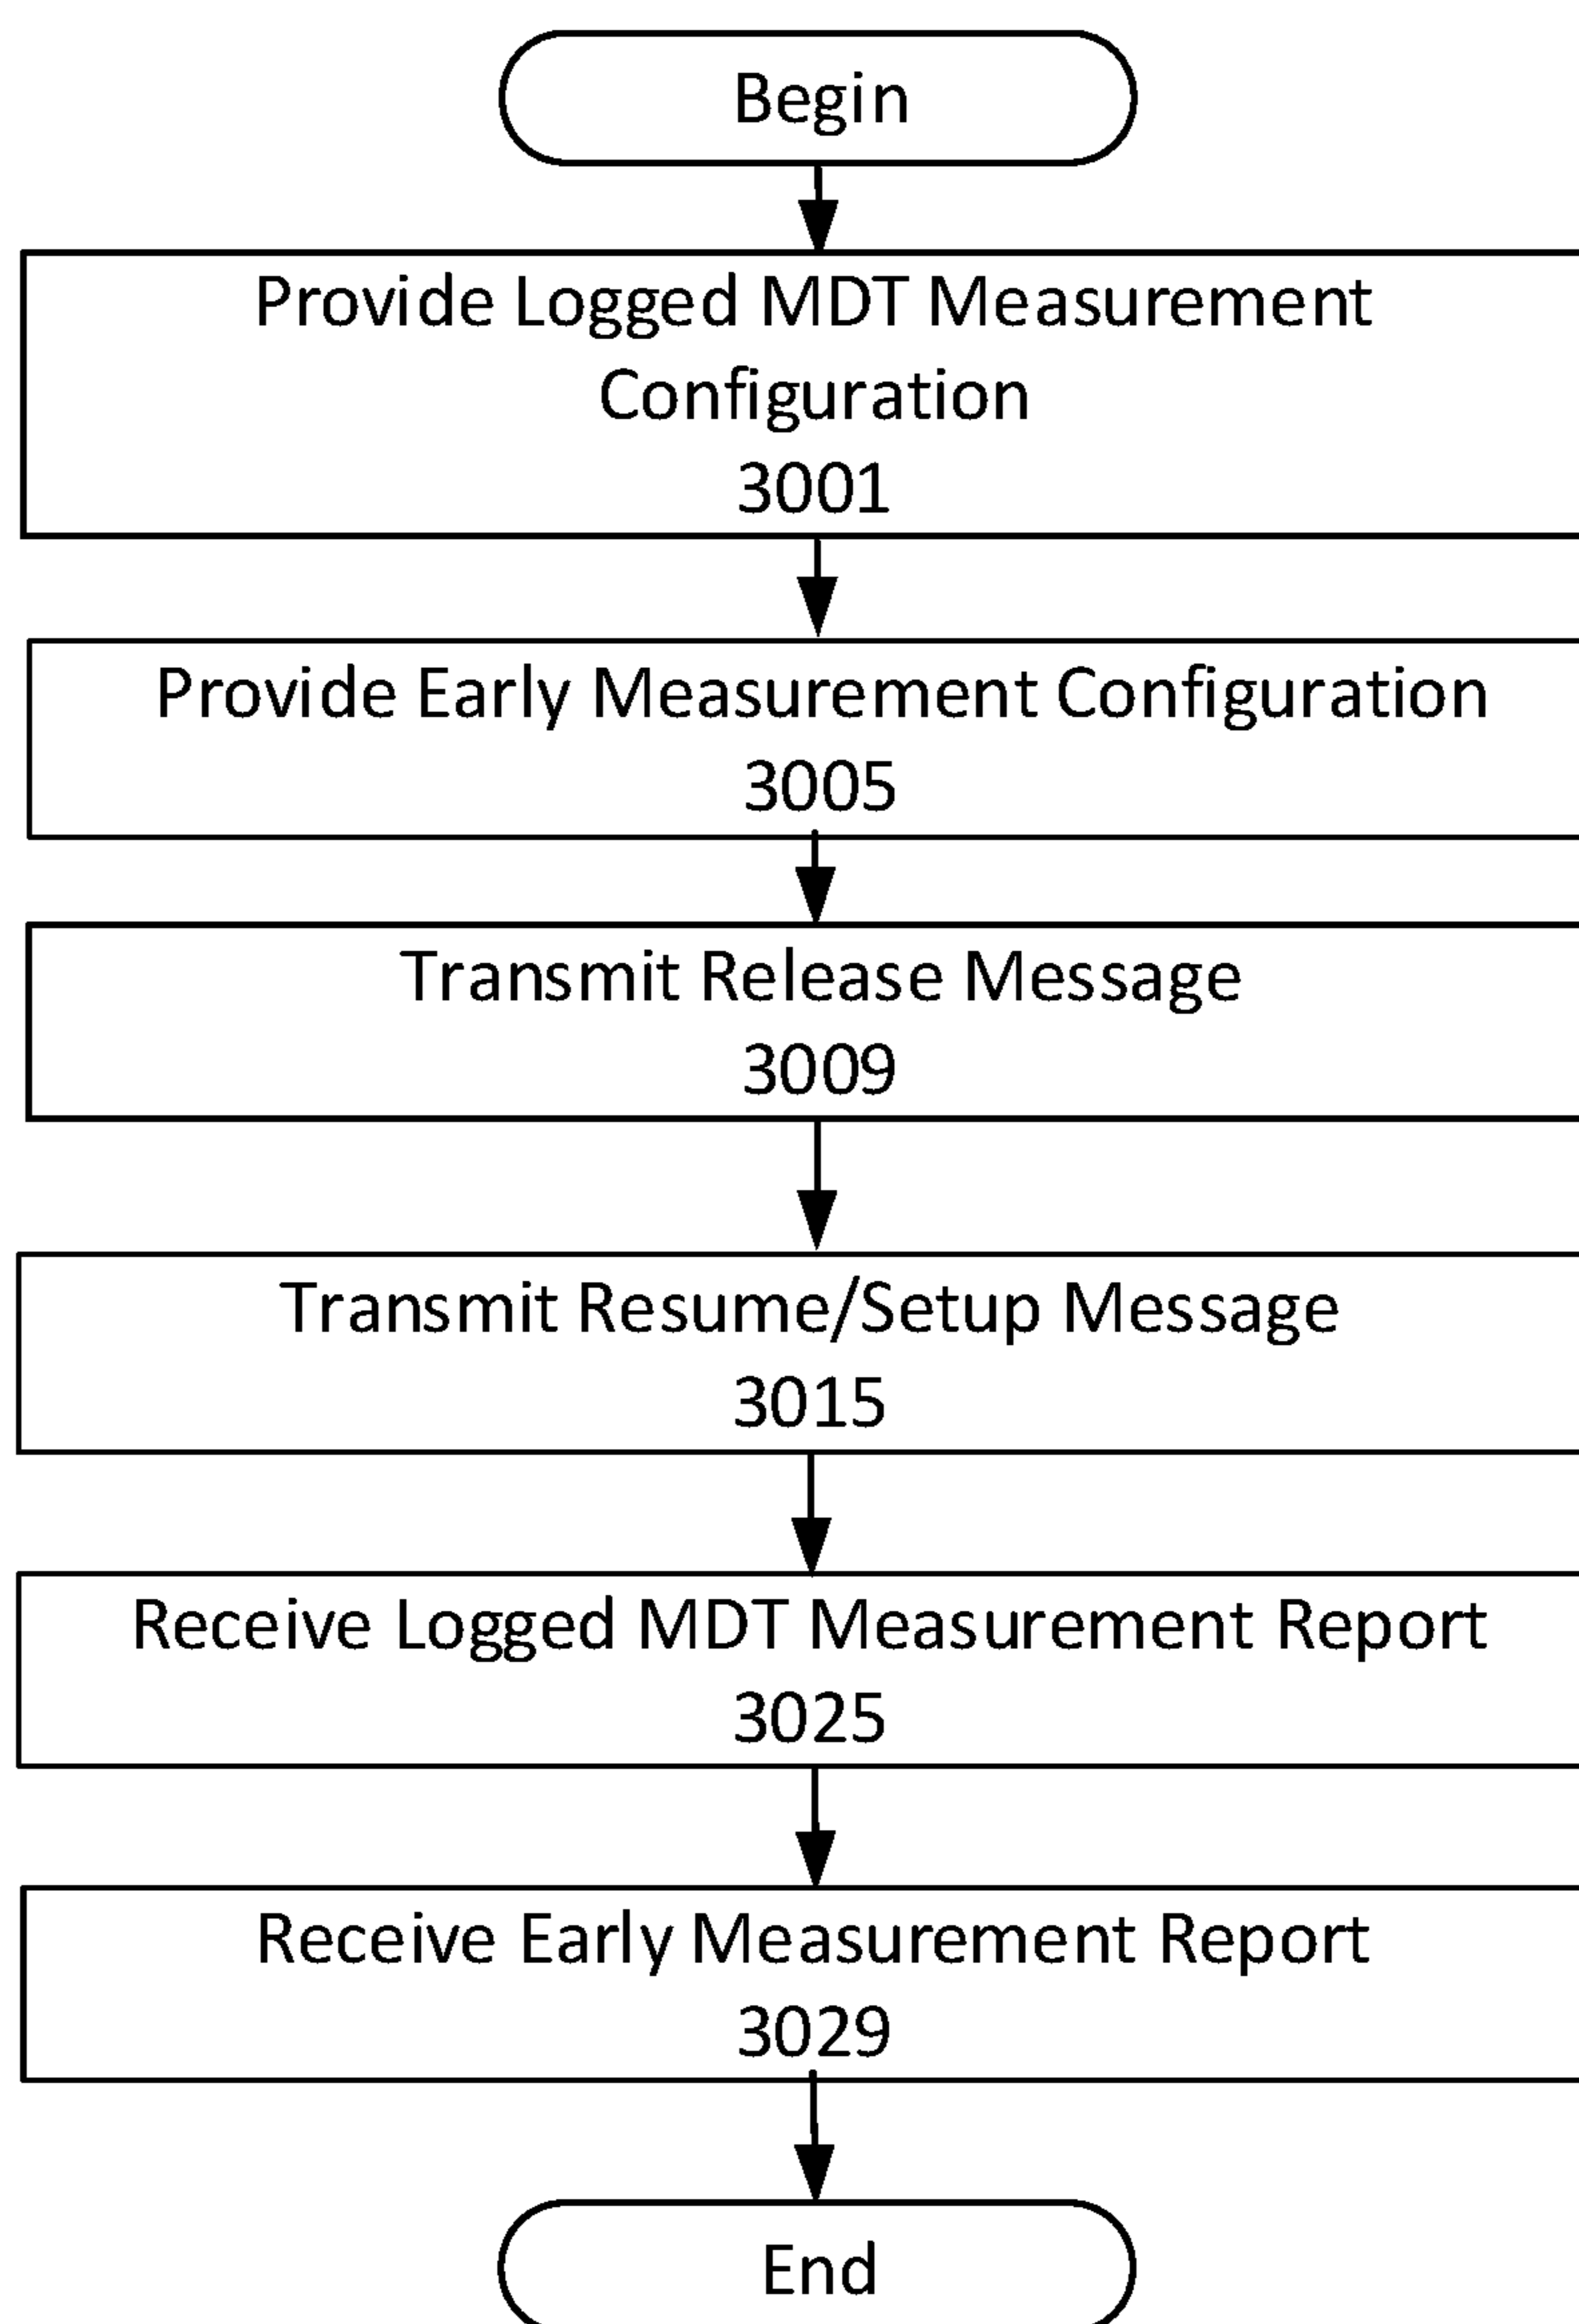 Begin
Provide Logged MDT Measurement
Configuration
3001
Provide Early Measurement Configuration
3005
Transmit Release Message
3009
Transmit Resume/Setup Message
3015
Receive Logged MDT Measurement Report
3025
Receive Early Measurement Report
3029
End